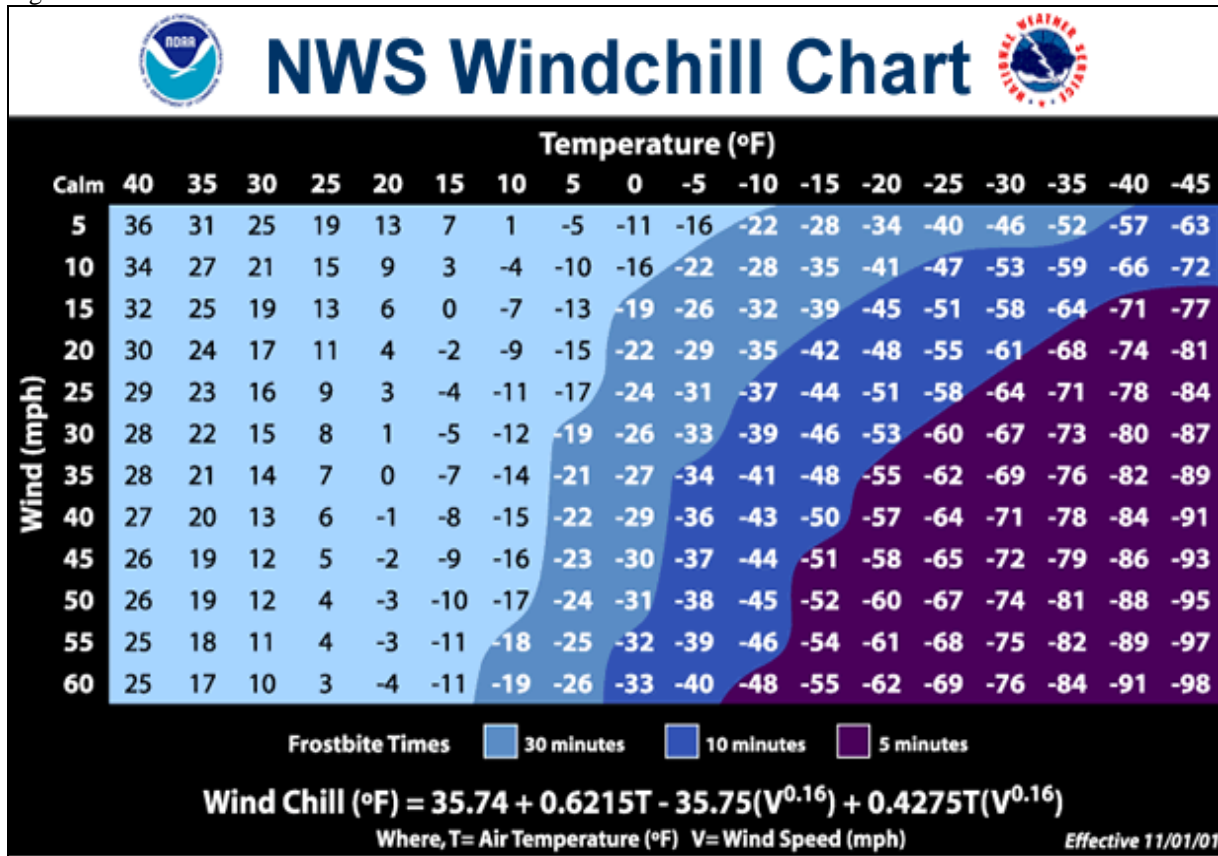 NOAA
NWS Windchill Chart
Temperature (ºF)
Calm 40 35 30 25 20 15 10 5 0 -5 -10 -15 -20 -25 -30 -35 -40 -45
5 36 31 25 19 13 7 1 -5 -11 -16 -22 -28 -34 -40 -46 -52 -57 -63
10 34 27 21 15 9 3 -4 -10 -16 -22 -28 -35 -41 -47 -53 -59 -66 -72
15 32 25 19 13 6 0 -7 -13 -19 -26 -32 -39 -45 -51 -58 -64 -71 -77
20 30 24 17 11 4 -2 -9 -15 -22 -29 -35 -42 -48 -55 -61 -68 -74 -81
25 29 23 16 9 3 -4 -11 -17 -24 -31 -37 -44 -51 -58 -64 -71 -78 -84
30 28 22 15 8 1 -5 -12 -19 -26 -33 -39 -46 -53 -60 -67 -73 -80 -87
35 28 21 14 7 0 -7 -14 -21 -27 -34 -41 -48 -55 -62 -69 -76 -82 -89
40 27 20 13 6 -1 -8 -15 -22 -29 -36 -43 -50 -57 -64 -71 -78 -84 -91
45 26 19 12 5 -2 -9 -16 -23 -30 -37 -44 -51 -58 -65 -72 -79 -86 -93
50 26 19 12 4 -3 -10 -17 -24 -31 -38 -45 -52 -60 -67 -74 -81 -88 -95
55 25 18 11 4 -3 -11 -18 -25 -32 -39 -46 -54 -61 -68 -75 -82 -89 -97
60 25 17 10 3 -4 -11 -19 -26 -33 -40 -48 -55 -62 -69 -76 -84 -91 -98
Wind (mph)
Frostbite Times 30 minutes 10 minutes 5 minutes
Wind Chill (ºF) = 35.74 + 0.6215T - 35.75(V^0.16) + 0.4275T(V^0.16)
Where, T= Air Temperature (ºF) V= Wind Speed (mph) Effective 11/01/01